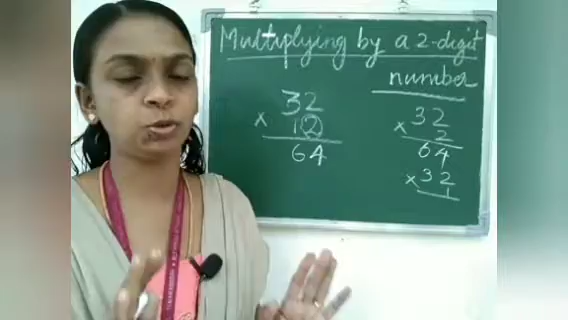 Multiplying by a 2-digit
number
32
x 12
64
32
x 2
64
x 32
1